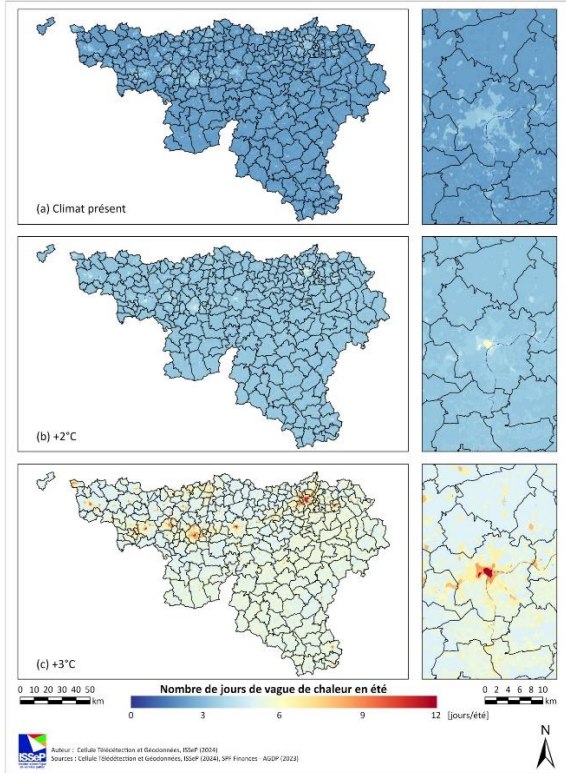 (a) Climat présent
(b) +2°C
(c) +3°C
0 10 20 30 40 50
km
Nombre de jours de vague de chaleur en été
0 3 6 9 12 [jours/été]
0 2 4 6 8 10
km
N
ISSeP
Auteur : Cellule Télédétection et Géodonnées, ISSeP (2024)
Sources : Cellule Télédétection et Géodonnées, ISSeP (2024), SPF Finances - AGDP (2023)